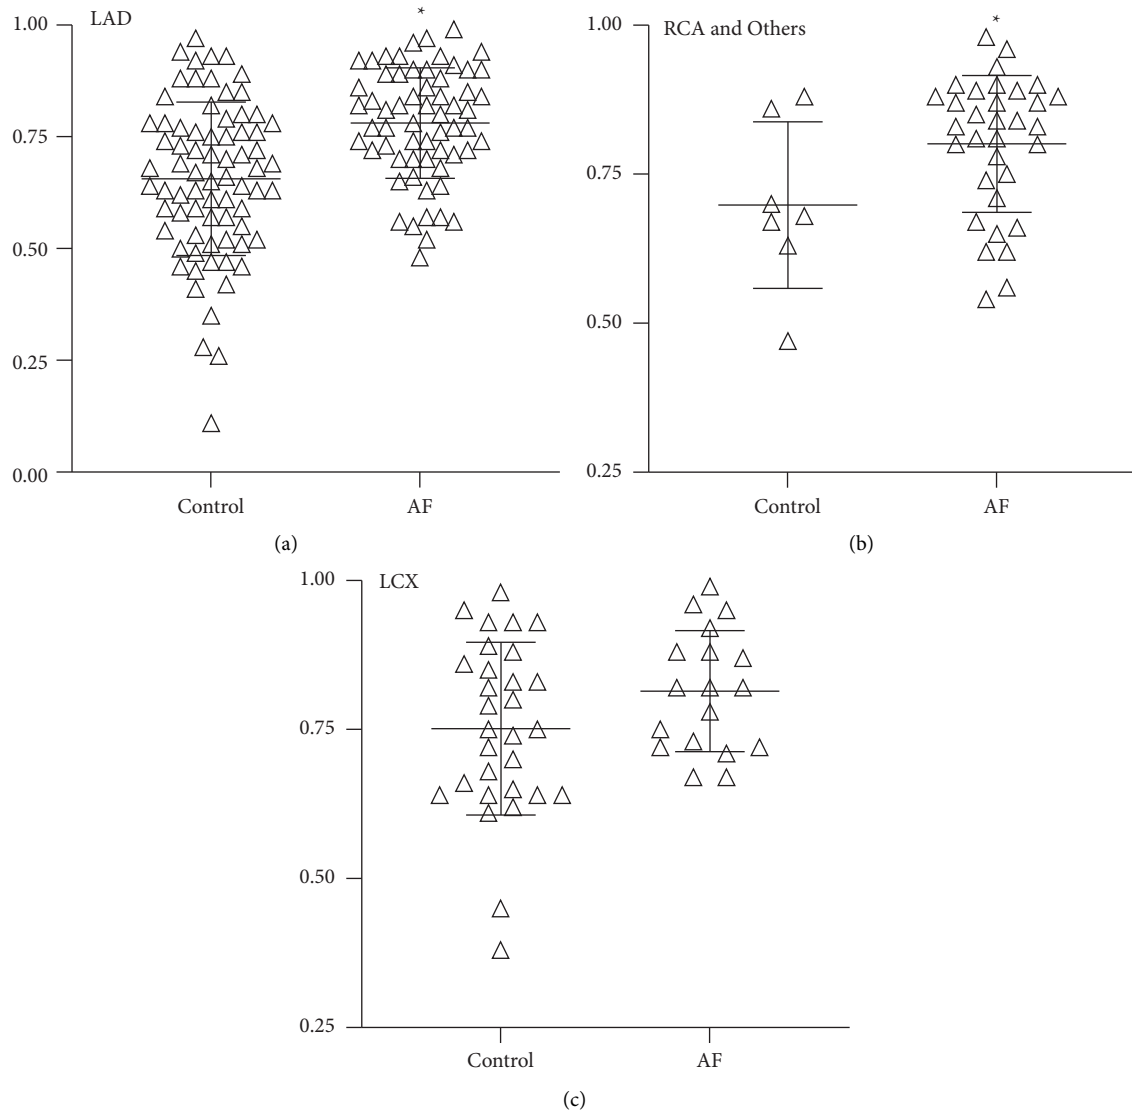 LAD
*
1.00
0.75
0.50
0.25
0.00
Control
AF
(a)
RCA and Others
*
1.00
0.75
0.50
0.25
Control
AF
(b)
LCX
1.00
0.75
0.50
0.25
Control
AF
(c)